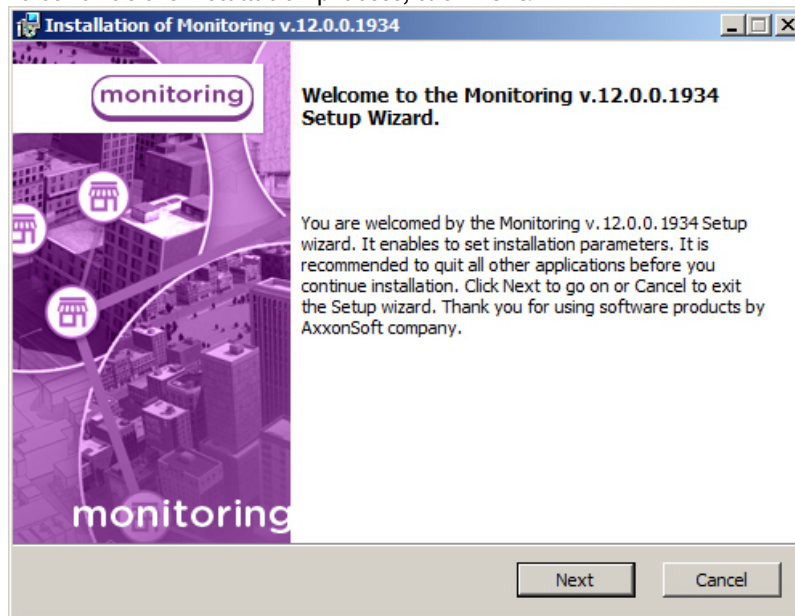 Installation of Monitoring v.12.0.0.1934
monitoring
Welcome to the Monitoring v.12.0.0.1934
Setup Wizard.
You are welcomed by the Monitoring v.12.0.0.1934 Setup
wizard. It enables to set installation parameters. It is
recommended to quit all other applications before you
continue installation. Click Next to go on or Cancel to exit
the Setup wizard. Thank you for using software products by
AxxonSoft company.
monitoring
Next
Cancel